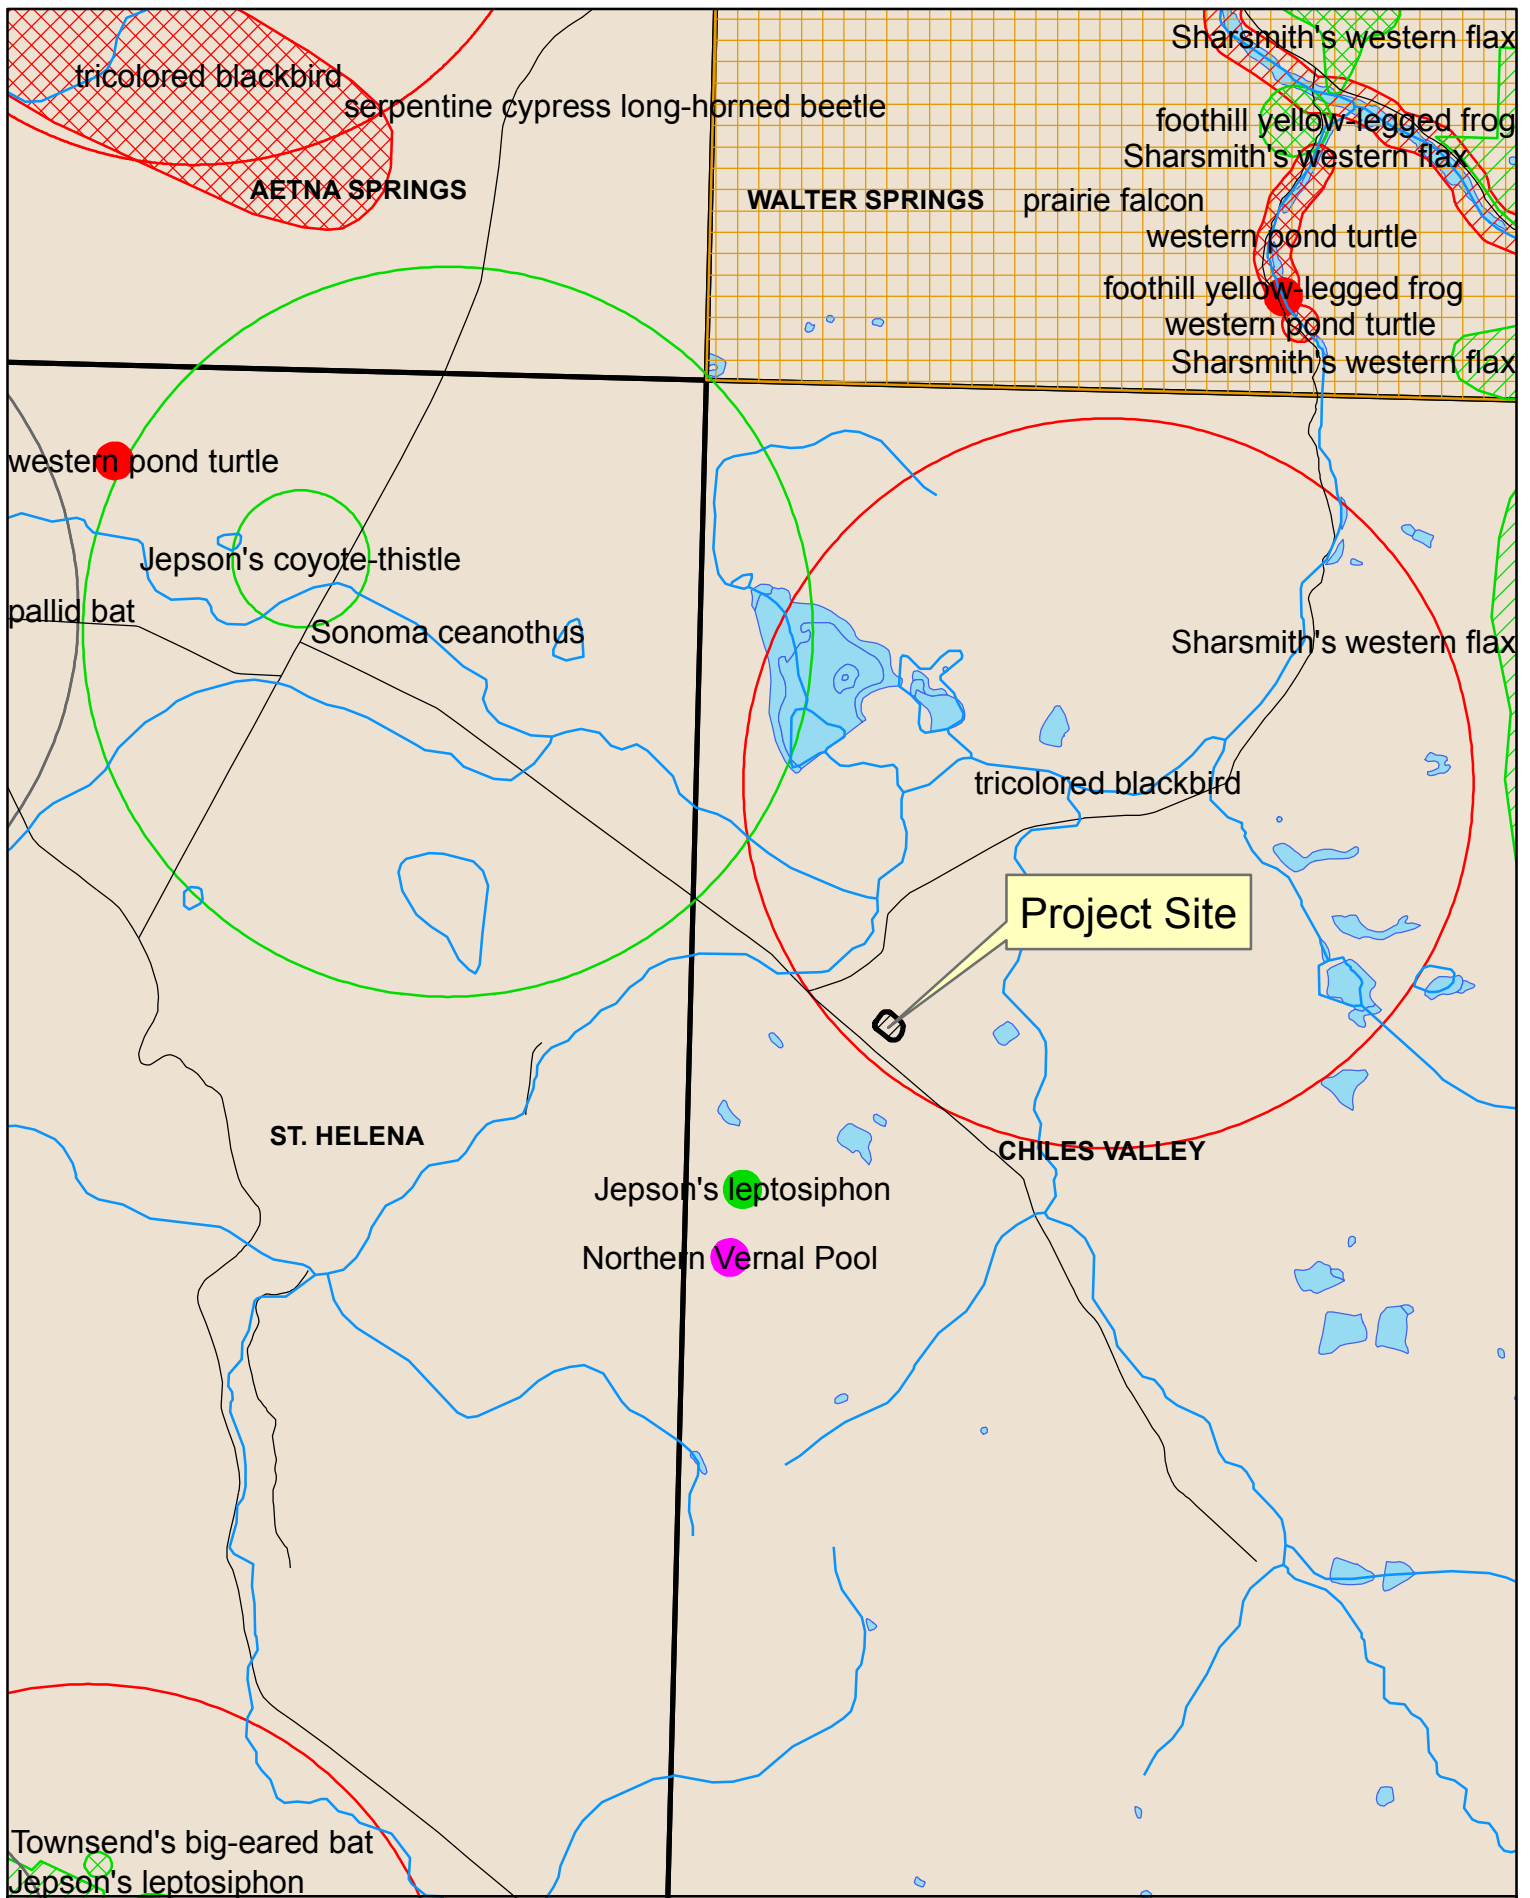 Sharsmith's western flax
tricolored blackbird
serpentine cypress long-horned beetle
foothill yellow-legged frog
Sharsmith's western flax
AETNA SPRINGS
WALTER SPRINGS
prairie falcon
western pond turtle
foothill yellow-legged frog
western pond turtle
Sharsmith's western flax
western pond turtle
Jepson's coyote-thistle
pallid bat
Sonoma ceanothus
Sharsmith's western flax
tricolored blackbird
Project Site
ST. HELENA
CHILES VALLEY
Jepson's leptosiphon
Northern Vernal Pool
Townsend's big-eared bat
Jepson's leptosiphon